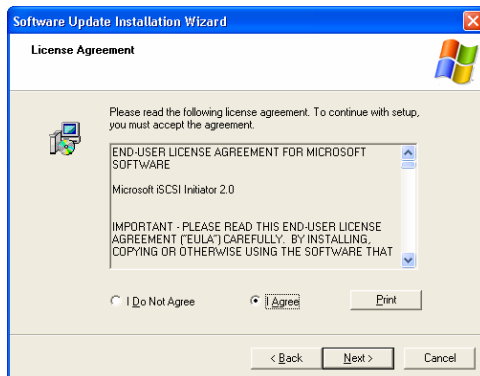 Software Update Installation Wizard
License Agreement
Please read the following license agreement. To continue with setup,
you must accept the agreement.
END-USER LICENSE AGREEMENT FOR MICROSOFT
SOFTWARE
Microsoft iSCSI Initiator 2.0
IMPORTANT - PLEASE READ THIS END-USER LICENSE
AGREEMENT ("EULA") CAREFULLY. BY INSTALLING,
COPYING OR OTHERWISE USING THE SOFTWARE THAT
I Do Not Agree
I Agree
Print
< Back
Next >
Cancel